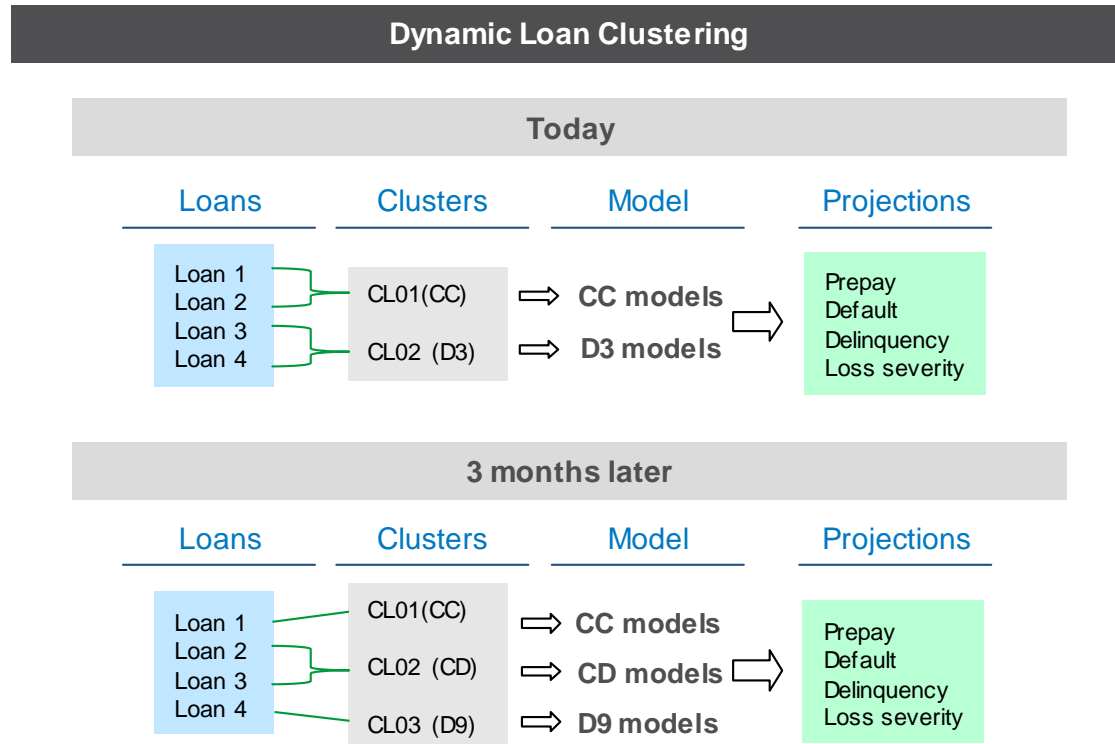 Dynamic Loan Clustering
Today
Loans Clusters Model Projections
Loan 1
Loan 2
Loan 3
Loan 4
CL01(CC)
CL02 (D3)
CC models
D3 models
Prepay
Default
Delinquency
Loss severity
3 months later
Loans Clusters Model Projections
Loan 1
Loan 2
Loan 3
Loan 4
CL01(CC)
CL02 (CD)
CL03 (D9)
CC models
CD models
D9 models
Prepay
Default
Delinquency
Loss severity